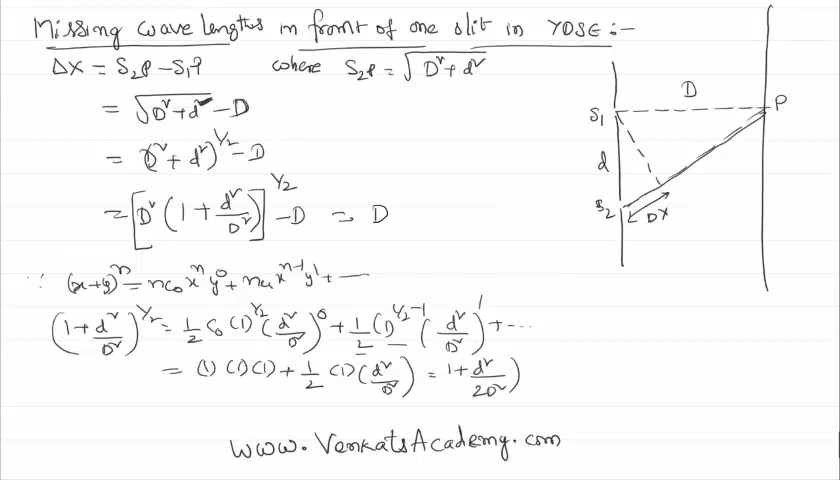 Missing wave lengths in front of one slit in YDSE :-
ΔX = S₂P - S₁P where S₂P = √D² + d²
= √D² + d² - D
= (D² + d²)^1/2 - D
= [D² (1 + d²/D²)]^1/2 - D = D
∵ (x+y)^n = nC₀ x^n y^0 + nC₁ x^n-1 y^1 + ----
(1 + d²/D²)^1/2 = 1/2 C₀ (1)^1/2 (d²/D²)^0 + 1/2 (1)^1/2-1 (d²/D²)^1 + ----
= (1) (1) (1) + 1/2 (1) (d²/D²) = 1 + d²/2D²)
D
S₁
P
d
S₂
DX
www.VenkatsAcademy.com